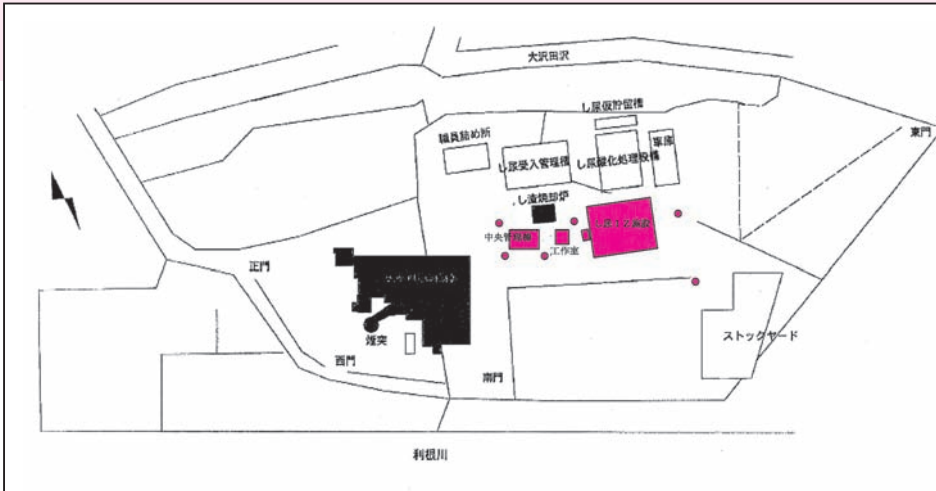 大沢田沢
し尿仮貯留槽
職員詰め所
東門
車庫
し尿受入管理棟
し尿酸化処理設備
し渣焼却炉
中央管理棟
工作室
正門
煙突
ストックヤード
西門
南門
利根川